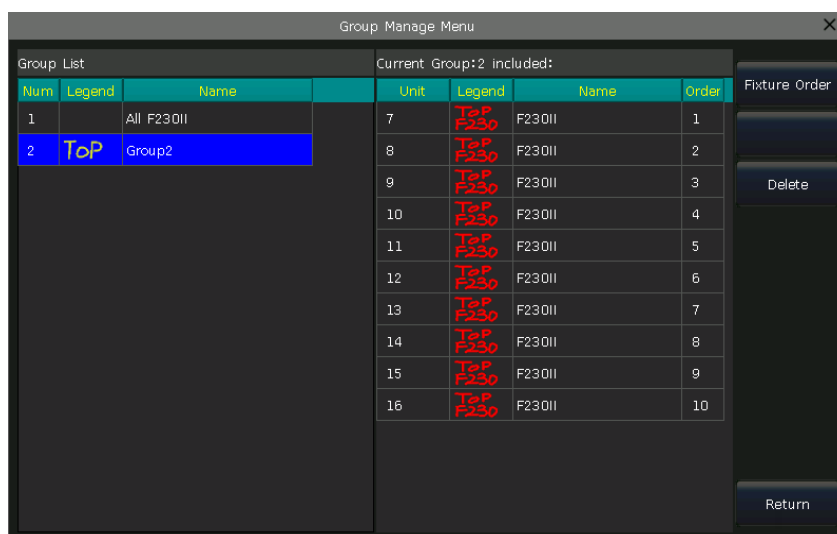 Group Manage Menu
Group List
Num Legend Name
1 All F230II
2 ToP Group2
Current Group:2 included:
Unit Legend Name Order
7 ToP F230 F230II 1
8 ToP F230 F230II 2
9 ToP F230 F230II 3
10 ToP F230 F230II 4
11 ToP F230 F230II 5
12 ToP F230 F230II 6
13 ToP F230 F230II 7
14 ToP F230 F230II 8
15 ToP F230 F230II 9
16 ToP F230 F230II 10
Fixture Order
Delete
Return